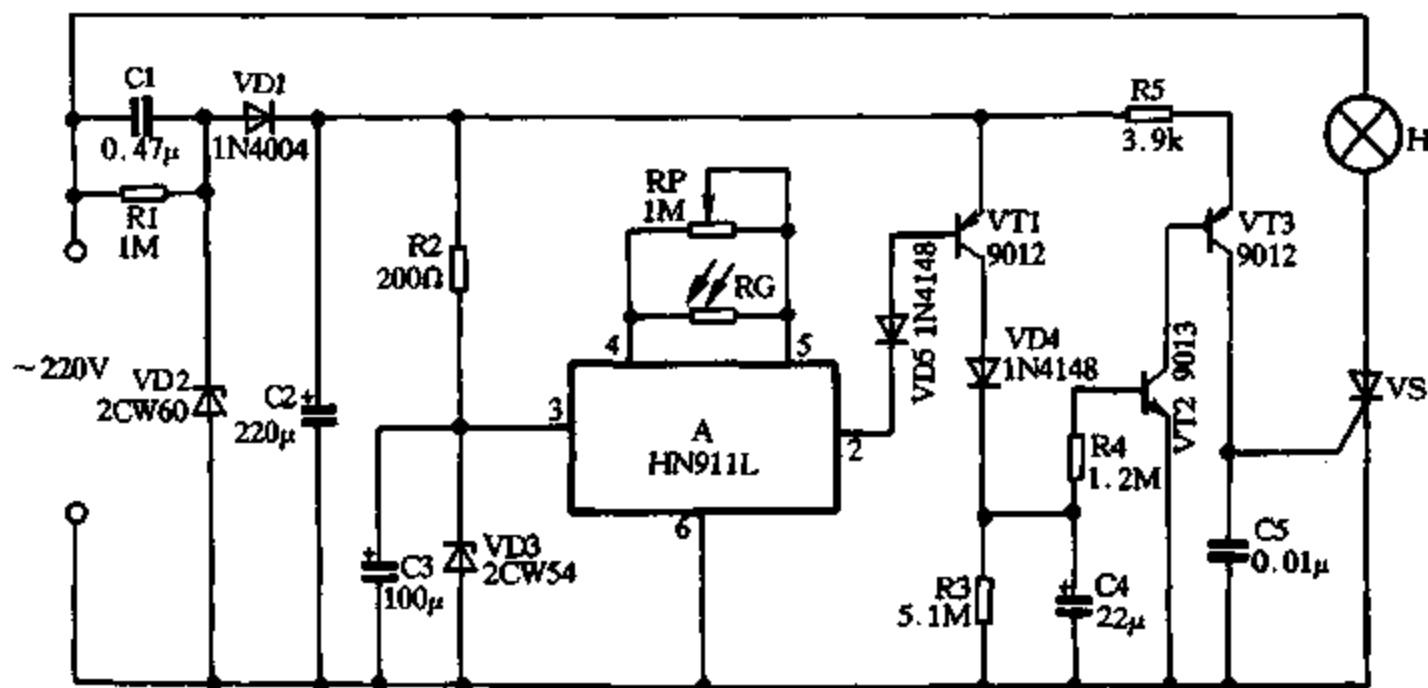 C1
0.47μ
VD1
1N4004
R1
1M
~220V
VD2
2CW60
C2
220μ
+
R2
200Ω
RP
1M
RG
4
5
3
A
HN911L
2
6
+
C3
100μ
VD3
2CW54
VD5 1N4148
VT1
9012
VD4
1N4148
R3
5.1M
R4
1.2M
+
C4
22μ
VT2 9013
R5
3.9k
VT3
9012
C5
0.01μ
H
VS